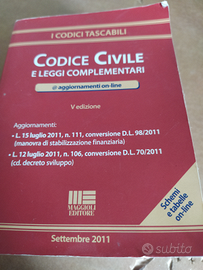 I CODICI TASCABILI
CODICE CIVILE
E LEGGI COMPLEMENTARI
@ aggiornamenti on-line
V edizione
Aggiornamenti:
• L. 15 luglio 2011, n. 111, conversione D.L. 98/2011
(manovra di stabilizzazione finanziaria)
• L. 12 luglio 2011, n. 106, conversione D.L. 70/2011
(cd. decreto sviluppo)
Schemi
e tabelle
on-line
MAGGIOLI
EDITORE
Settembre 2011
subito